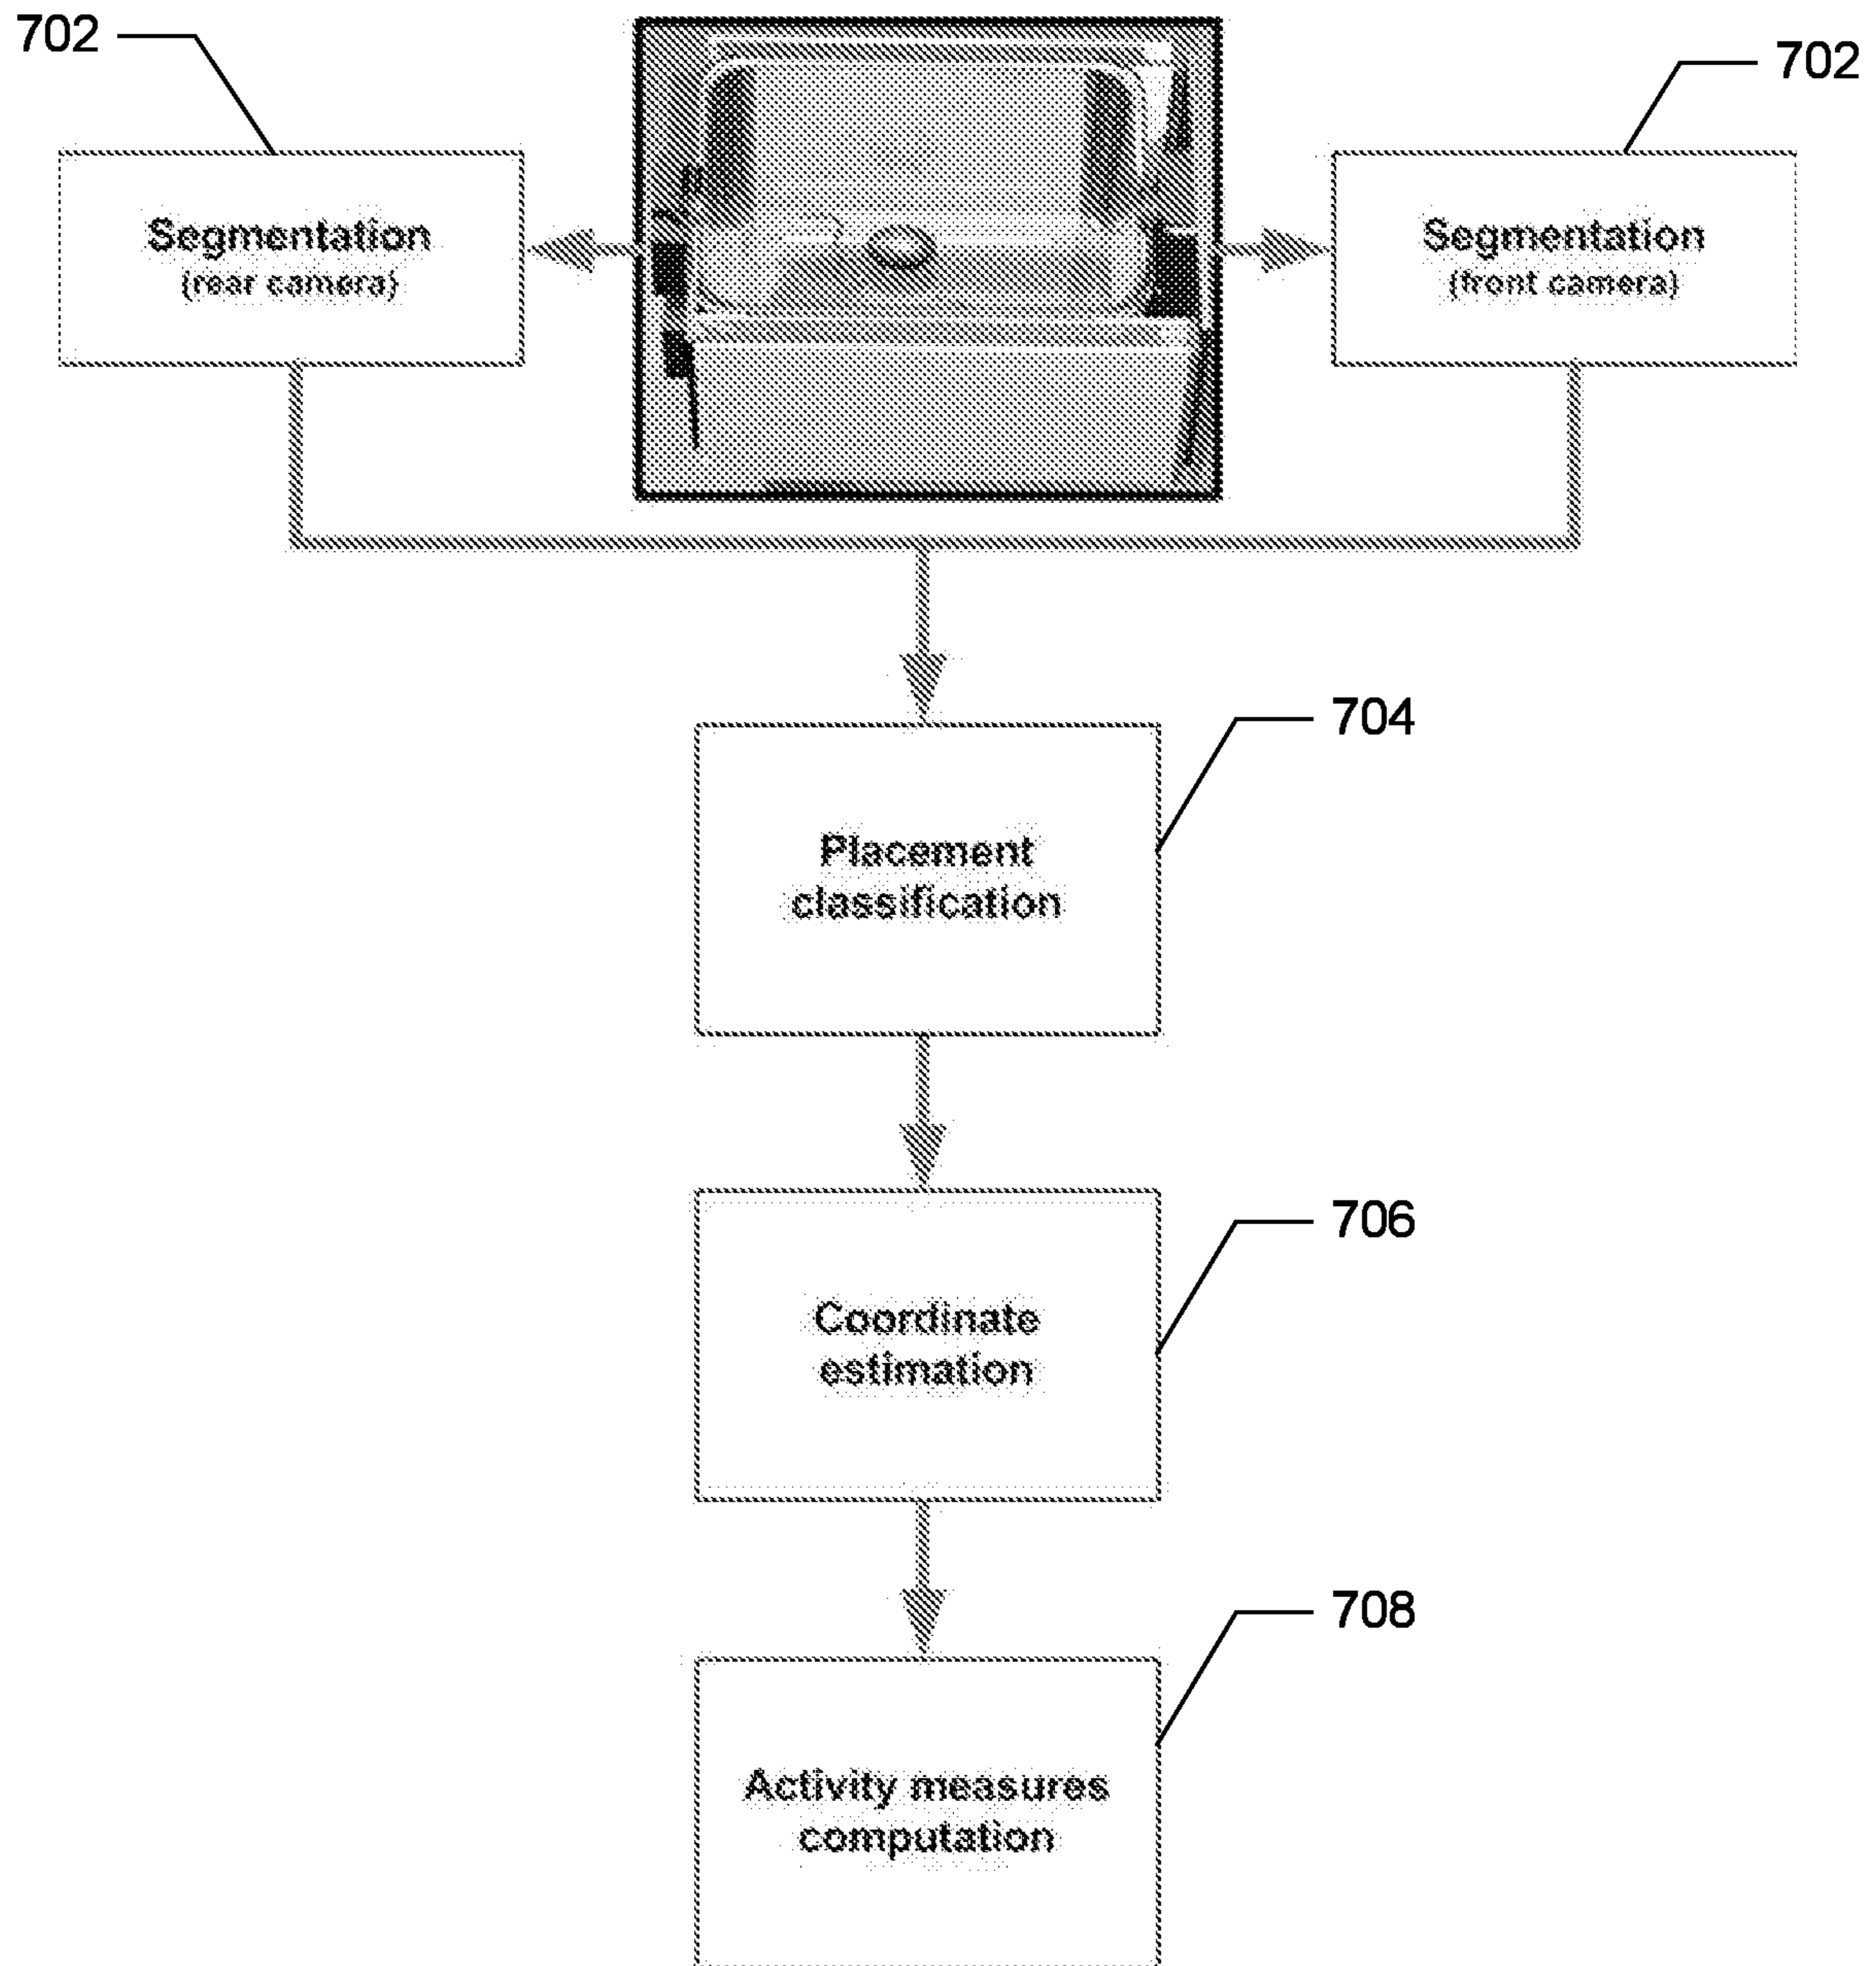 702
702
Segmentation
(rear camera)
Segmentation
(front camera)
704
Placement
classification
706
Coordinate
estimation
708
Activity measures
computation